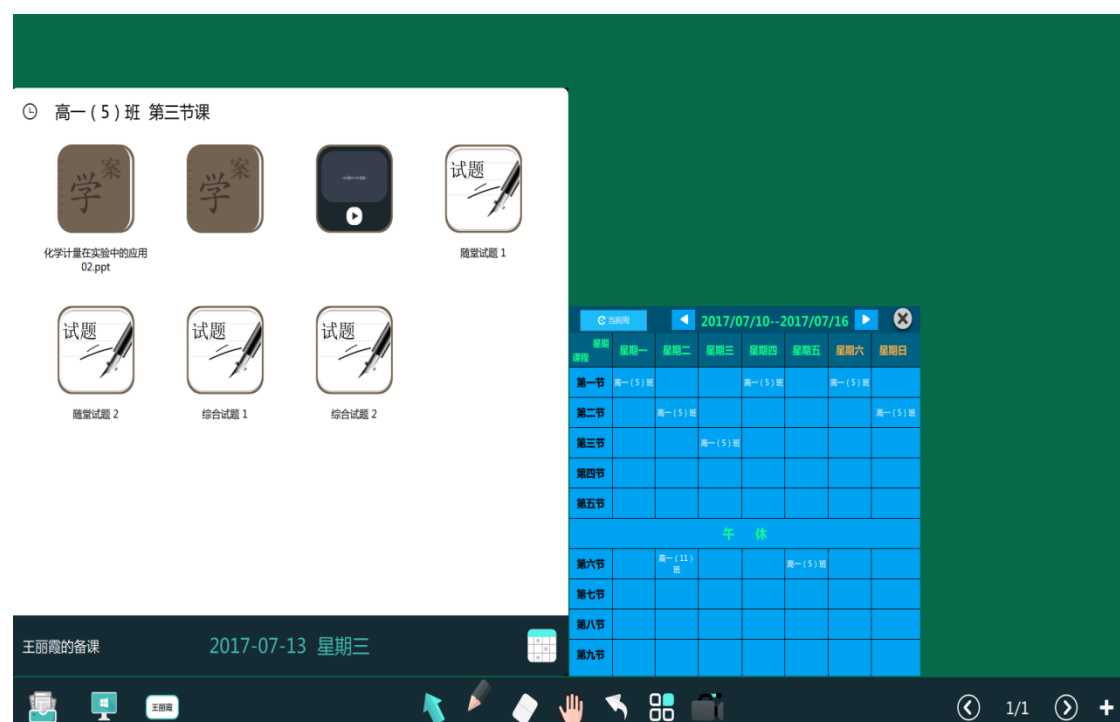 高一 ( 5 ) 班 第三节课
学案
学案
试题
化学计量在实验中的应用
02.ppt
随堂试题 1
试题
试题
试题
随堂试题 2
综合试题 1
综合试题 2
王丽霞的备课
2017-07-13 星期三
当前周
2017/07/10--2017/07/16
星期
课程
星期一 星期二 星期三 星期四 星期五 星期六 星期日
第一节 高一 ( 5 ) 班 高一 ( 5 ) 班 高一 ( 5 ) 班
第二节 高一 ( 5 ) 班 高一 ( 5 ) 班
第三节 高一 ( 5 ) 班
第四节
第五节
午 休
第六节 高一 ( 11 ) 班 高一 ( 5 ) 班
第七节
第八节
第九节
王丽霞
1/1